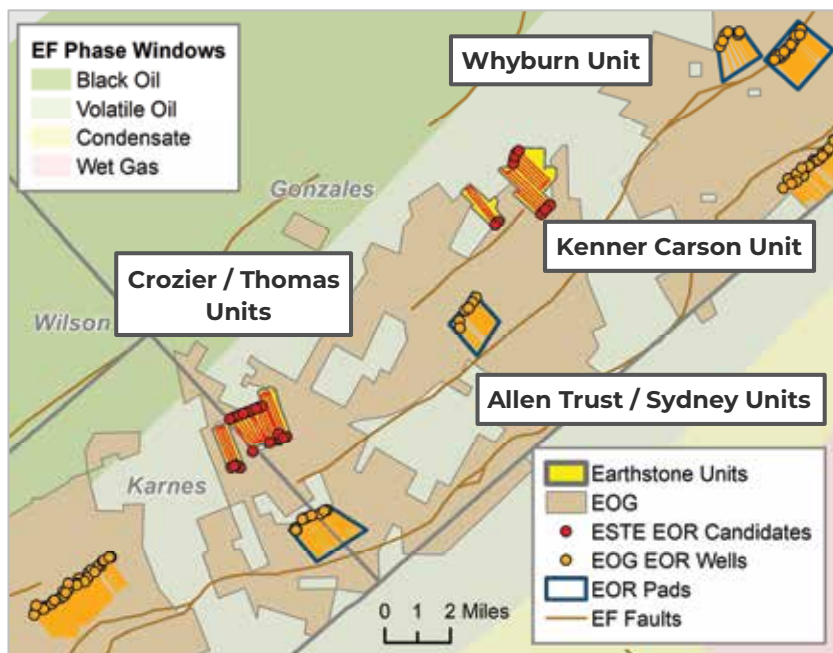 EF Phase Windows
Black Oil
Volatile Oil
Condensate
Wet Gas
Whyburn Unit
Gonzales
Kenner Carson Unit
Crozier / Thomas
Units
Wilson
Allen Trust / Sydney Units
Karnes
Earthstone Units
EOG
ESTE EOR Candidates
EOG EOR Wells
EOR Pads
EF Faults
0 1 2 Miles